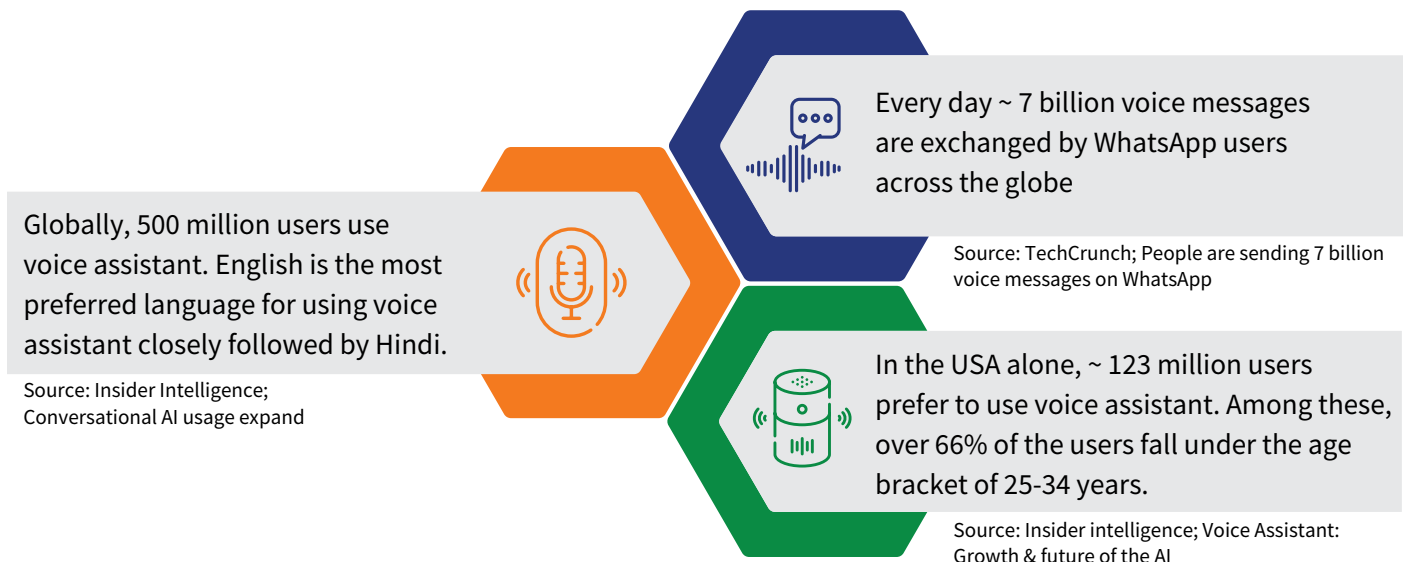 Every day ~ 7 billion voice messages
are exchanged by WhatsApp users
across the globe
Source: TechCrunch; People are sending 7 billion
voice messages on WhatsApp
Globally, 500 million users use
voice assistant. English is the most
preferred language for using voice
assistant closely followed by Hindi.
Source: Insider Intelligence;
Conversational AI usage expand
In the USA alone, ~ 123 million users
prefer to use voice assistant. Among these,
over 66% of the users fall under the age
bracket of 25-34 years.
Source: Insider intelligence; Voice Assistant:
Growth & future of the AI